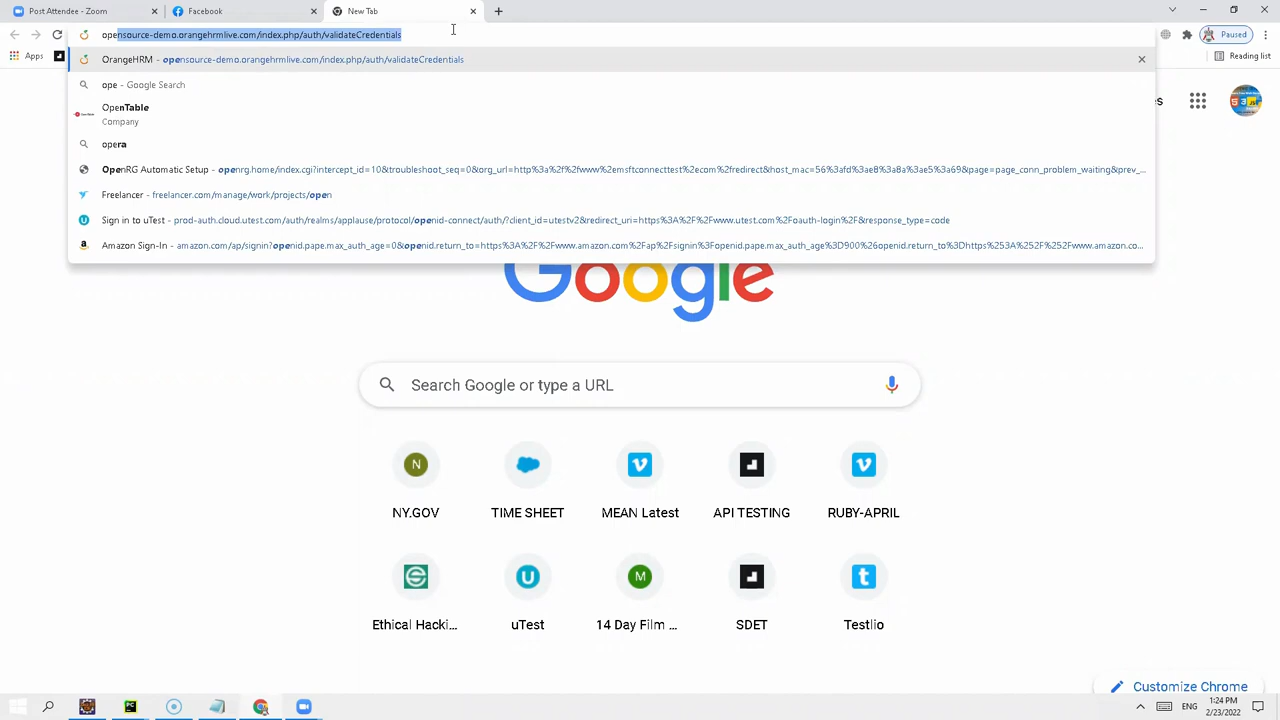 Post Attendee - Zoom
Facebook
New Tab
opensource-demo.orangehrmlive.com/index.php/auth/validateCredentials
Paused
Apps
Reading list
OrangeHRM - opensource-demo.orangehrmlive.com/index.php/auth/validateCredentials
ope - Google Search
OpenTable
Company
opera
OpenRG Automatic Setup - openrg.home/index.cgi?intercept_id=10&troubleshoot_seq=0&org_url=http%3a%2f%2fwww%2emsftconnecttest%2ecom%2fredirect&host_mac=56%3afd%3ae8%3a8a%3ae5%3a69&page=page_conn_problem_waiting&prev_...
Freelancer - freelancer.com/manage/work/projects/open
Sign in to uTest - prod-auth.cloud.utest.com/auth/realms/applause/protocol/openid-connect/auth/?client_id=utestv2&redirect_uri=https%3A%2F%2Fwww.utest.com%2Foauth-login%2F&response_type=code
Amazon Sign-In - amazon.com/ap/signin?openid.pape.max_auth_age=0&openid.return_to=https%3A%2F%2Fwww.amazon.com%2Fap%2Fsignin%3Fopenid.pape.max_auth_age%3D900%26openid.return_to%3Dhttps%253A%252F%252Fwww.amazon.co...
Google
Search Google or type a URL
N
NY.GOV
TIME SHEET
MEAN Latest
API TESTING
RUBY-APRIL
Ethical Hacki...
uTest
M
14 Day Film ...
SDET
Testlio
Customize Chrome
ENG
1:24 PM
2/23/2022